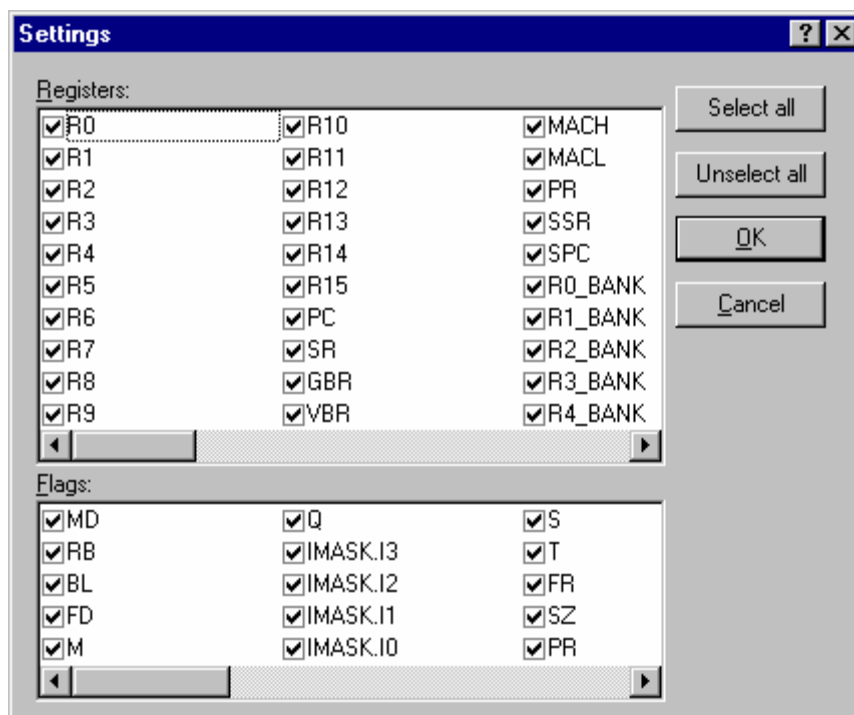 Settings
Registers:
R0
R1
R2
R3
R4
R5
R6
R7
R8
R9
R10
R11
R12
R13
R14
R15
PC
SR
GBR
VBR
MACH
MACL
PR
SSR
SPC
R0_BANK
R1_BANK
R2_BANK
R3_BANK
R4_BANK
Select all
Unselect all
OK
Cancel
Flags:
MD
RB
BL
FD
M
Q
IMASK.I3
IMASK.I2
IMASK.I1
IMASK.I0
S
T
FR
SZ
PR